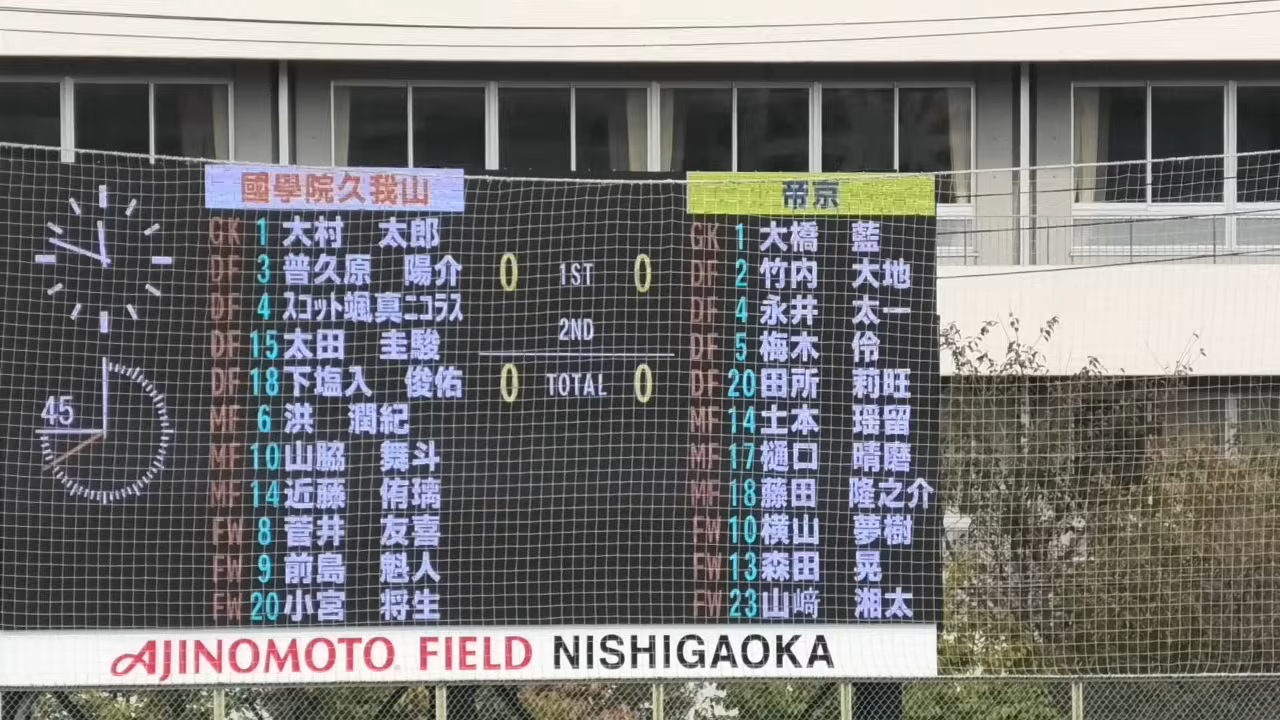 國學院久我山
GK 1 大村 太郎
DF 3 普久原 陽介
DF 4 スコット颯真ニコラス
DF 15 太田 圭駿
DF 18 下塩入 俊佑
MF 6 洪 潤紀
MF 10 山脇 舞斗
MF 14 近藤 侑璃
FW 8 菅井 友喜
FW 9 前島 魁人
FW 20 小宮 将生
0 1ST 0
2ND
0 TOTAL 0
帝京
GK 1 大橋 藍
DF 2 竹内 大地
DF 4 永井 太一
DF 5 梅木 伶
DF 20 田所 莉旺
MF 14 土本 瑶留
MF 17 樋口 晴磨
MF 18 藤田 隆之介
FW 10 横山 夢樹
FW 13 森田 晃
FW 23 山﨑 湘太
45
AJINOMOTO FIELD NISHIGAOKA